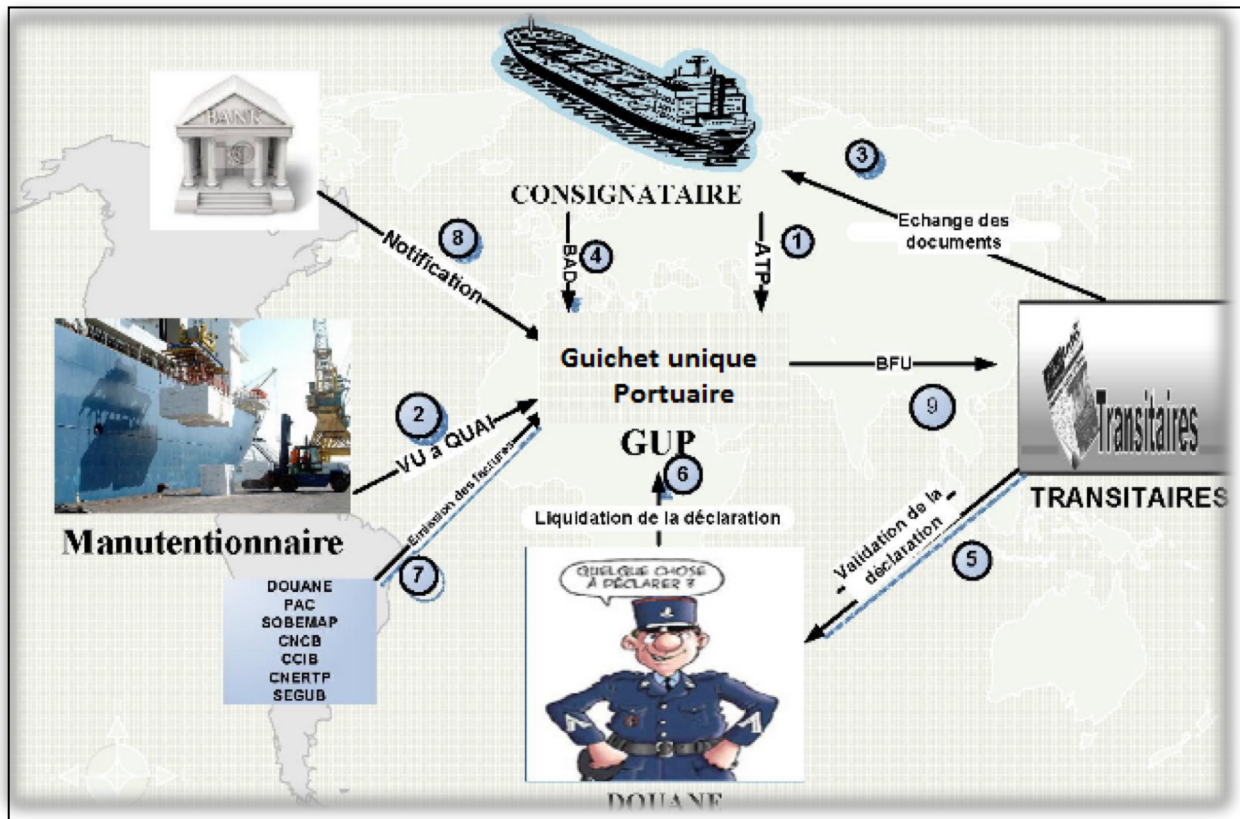 BANK
CONSIGNATAIRE
3
Echange des
documents
8
Notification
BAD
4
ATP
1
Guichet unique
Portuaire
GUP
BFU
9
Transitaires
TRANSITAIRES
2
VU a QUAI
Emission des factures
7
Manutentionnaire
6
Liquidation de la déclaration
Validation de la
déclaration
5
DOUANE
PAC
SOBEMAP
CNCB
CCIB
CNERTP
SEGUB
QUELQUE CHOSE
À DÉCLARER ?
DOUANE